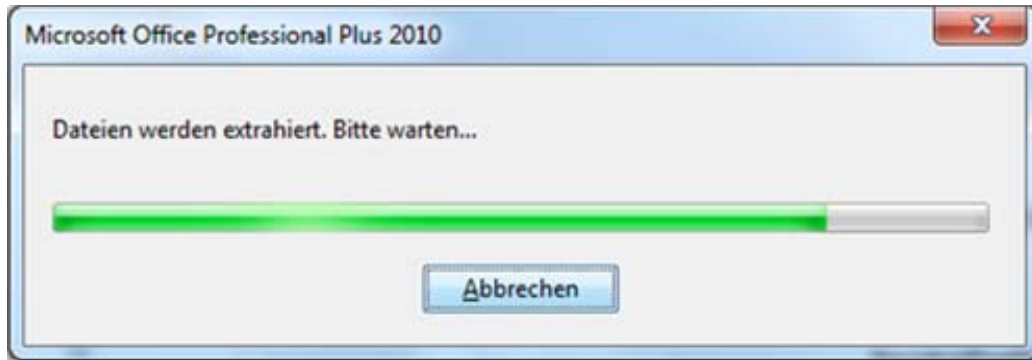 Microsoft Office Professional Plus 2010
Dateien werden extrahiert. Bitte warten...
Abbrechen